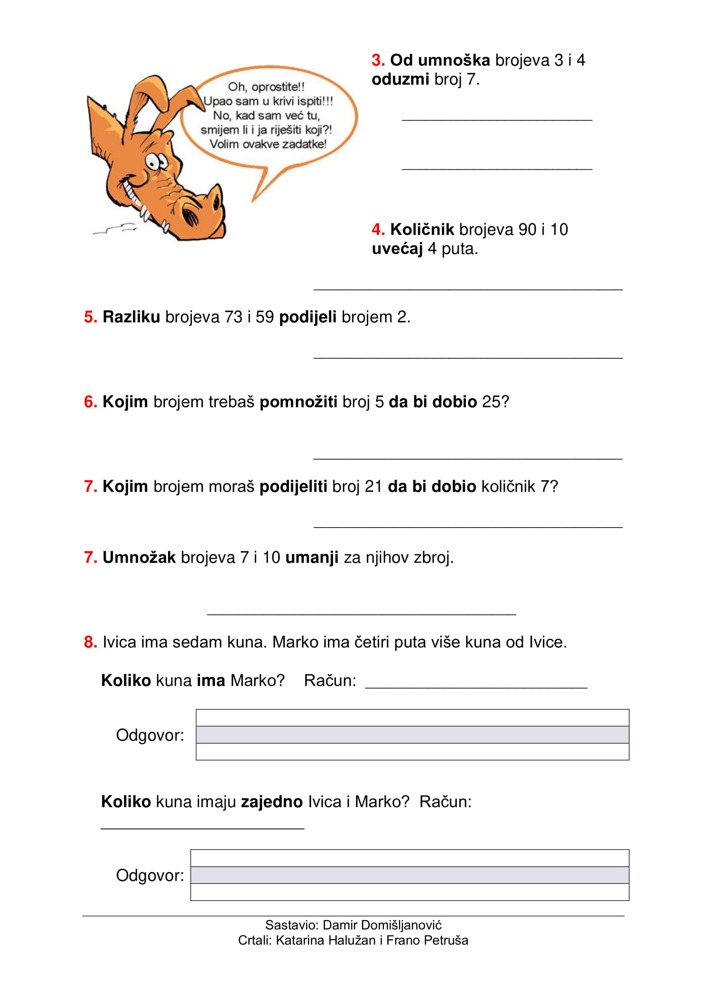 Oh, oprostite!!
Upao sam u krivi ispiti!!!
No, kad sam već tu,
smijem li i ja riješiti koji?!
Volim ovakve zadatke!
3. Od umnoška brojeva 3 i 4
oduzmi broj 7.
4. Količnik brojeva 90 i 10
uvećaj 4 puta.
5. Razliku brojeva 73 i 59 podijeli brojem 2.
6. Kojim brojem trebaš pomnožiti broj 5 da bi dobio 25?
7. Kojim brojem moraš podijeliti broj 21 da bi dobio količnik 7?
7. Umnožak brojeva 7 i 10 umanji za njihov zbroj.
8. Ivica ima sedam kuna. Marko ima četiri puta više kuna od Ivice.
Koliko kuna ima Marko? Račun:
Odgovor:
Koliko kuna imaju zajedno Ivica i Marko? Račun:
Odgovor:
Sastavio: Damir Domišljanović
Crtali: Katarina Halužan i Frano Petruša